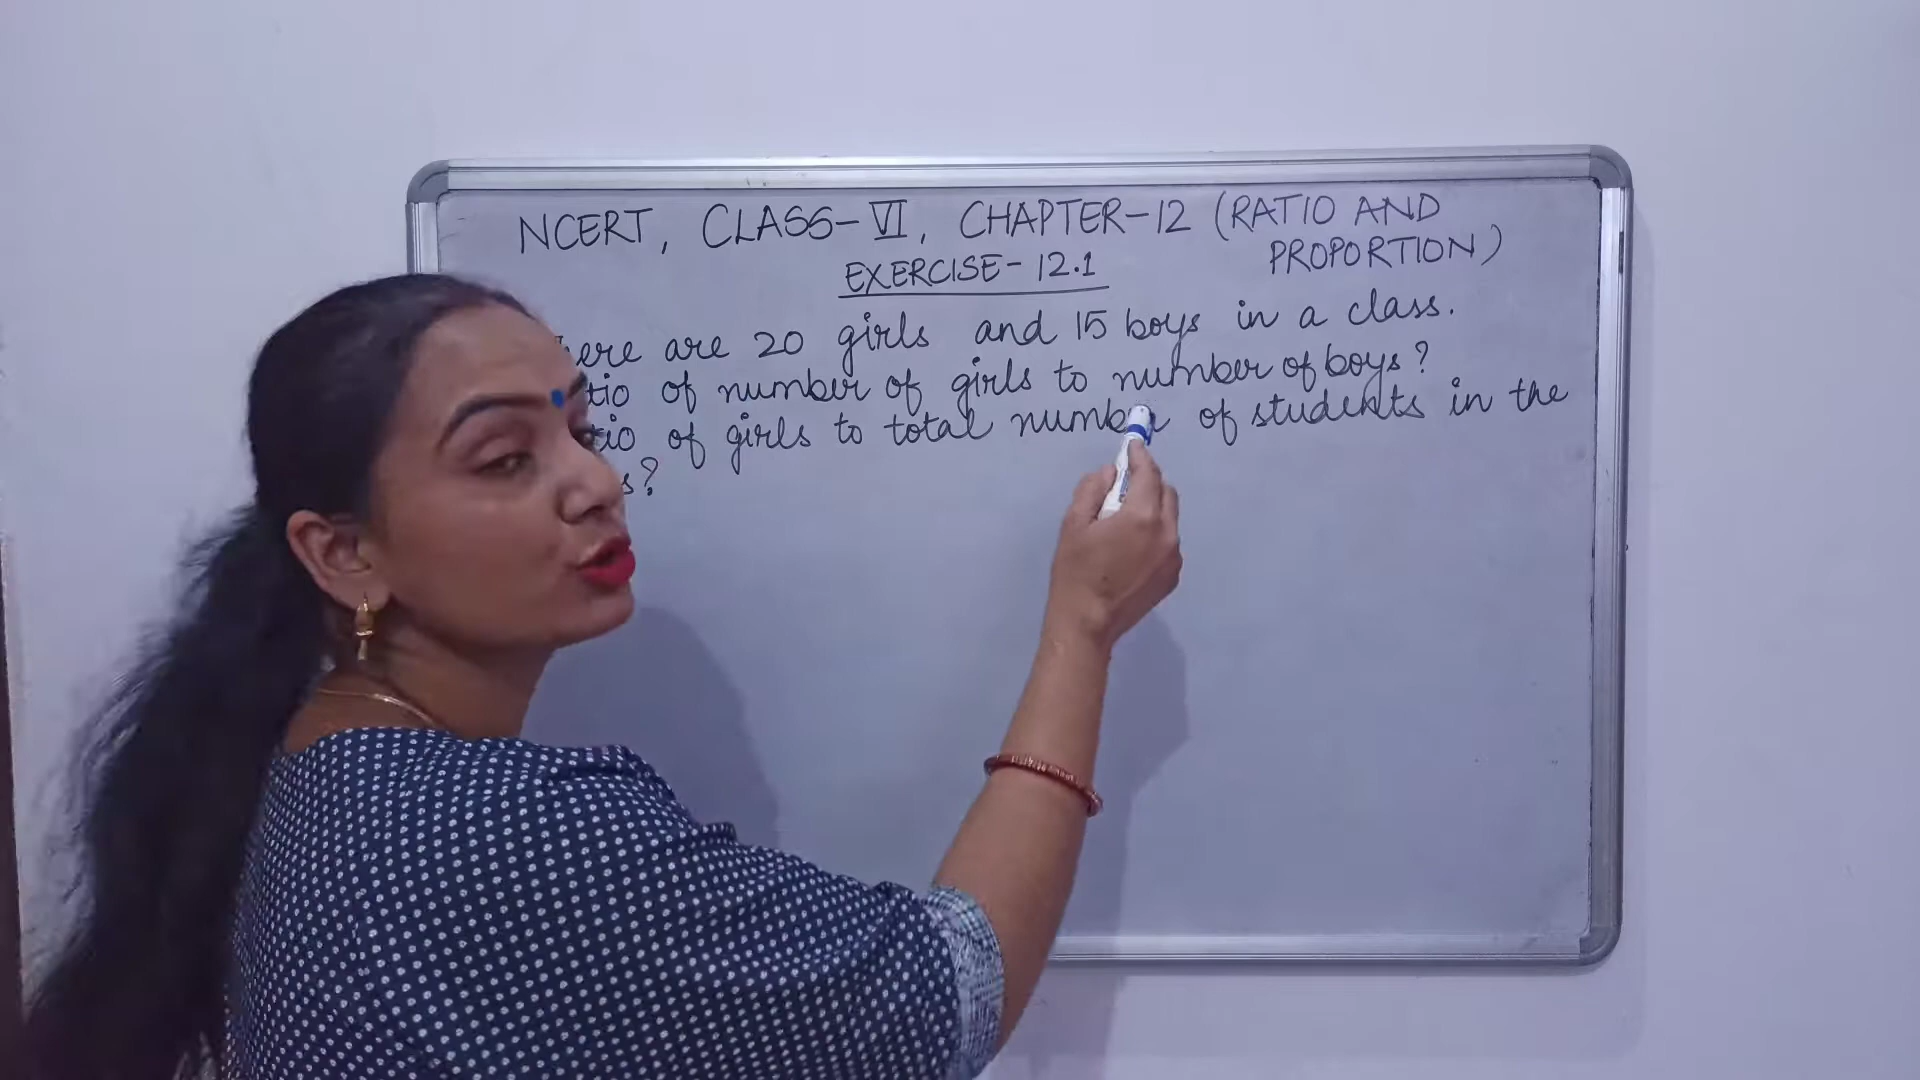 NCERT, CLASS-VI, CHAPTER-12 (RATIO AND
PROPORTION)
EXERCISE-12.1
are 20 girls and 15 boys in a class.
of number of girls to number of boys?
of girls to total number of students in the